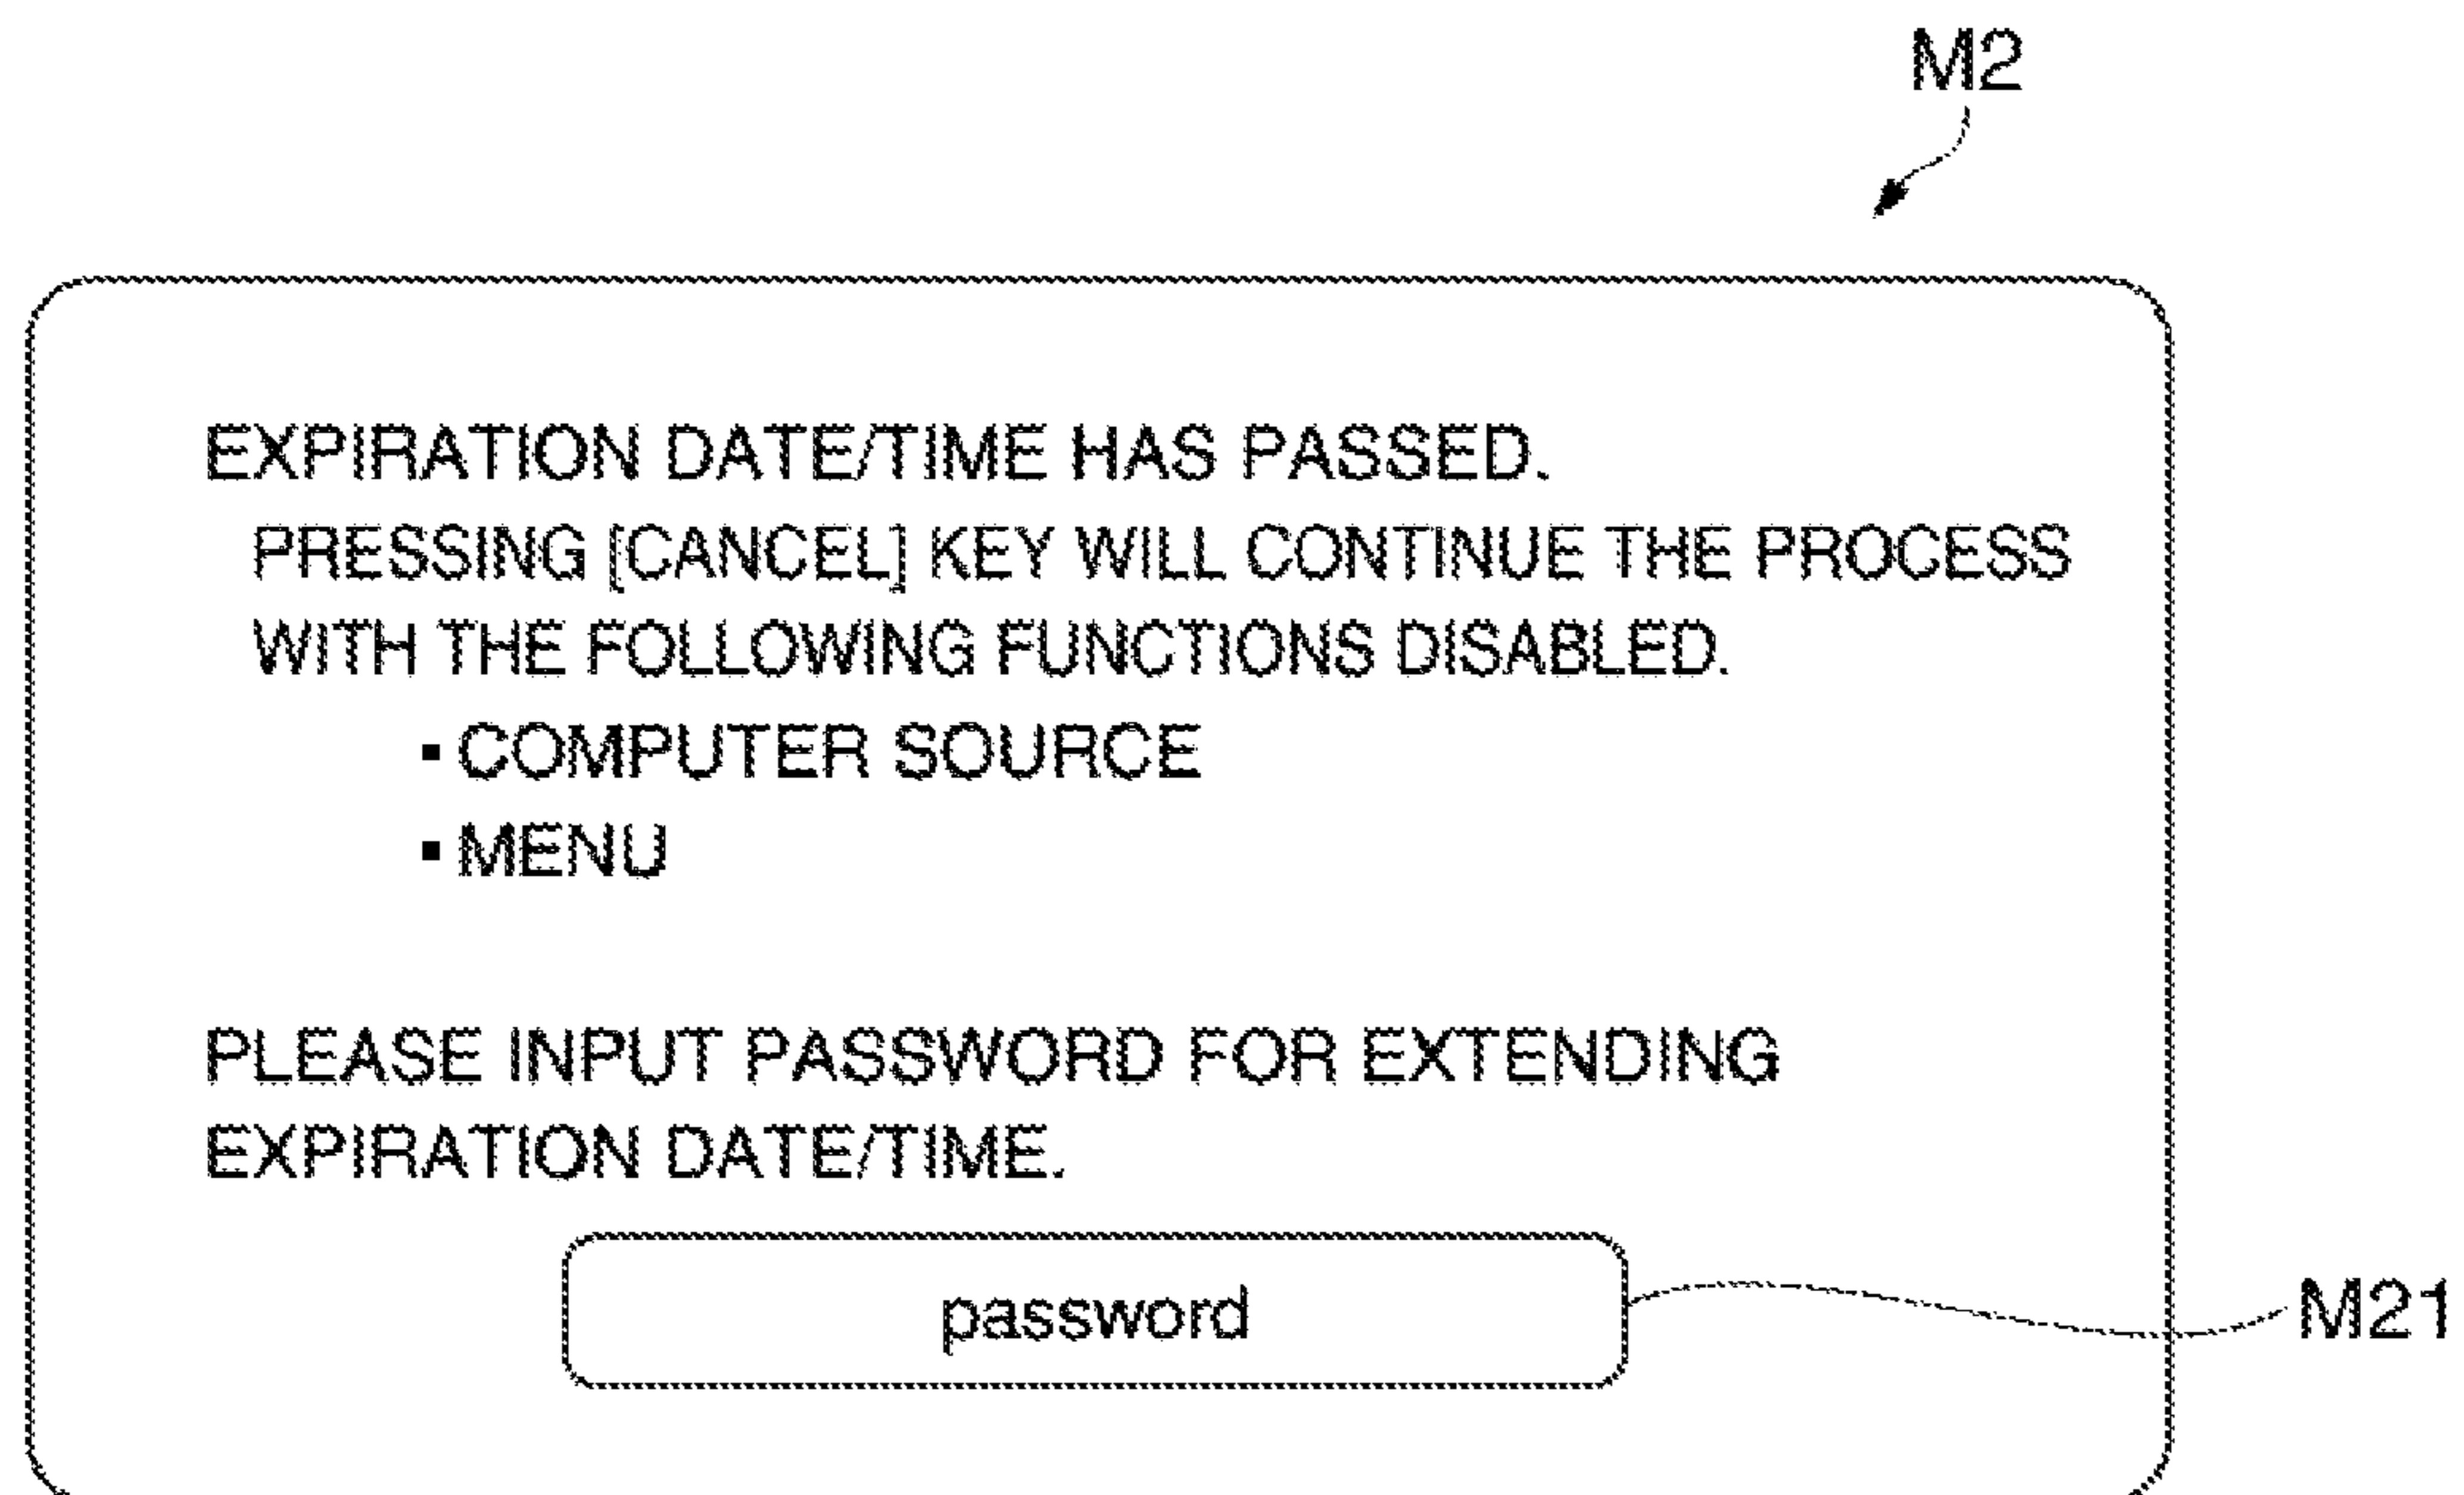 M2
EXPIRATION DATE/TIME HAS PASSED.
PRESSING [CANCEL] KEY WILL CONTINUE THE PROCESS
WITH THE FOLLOWING FUNCTIONS DISABLED.
▪ COMPUTER SOURCE
▪ MENU
PLEASE INPUT PASSWORD FOR EXTENDING
EXPIRATION DATE/TIME.
password
M21